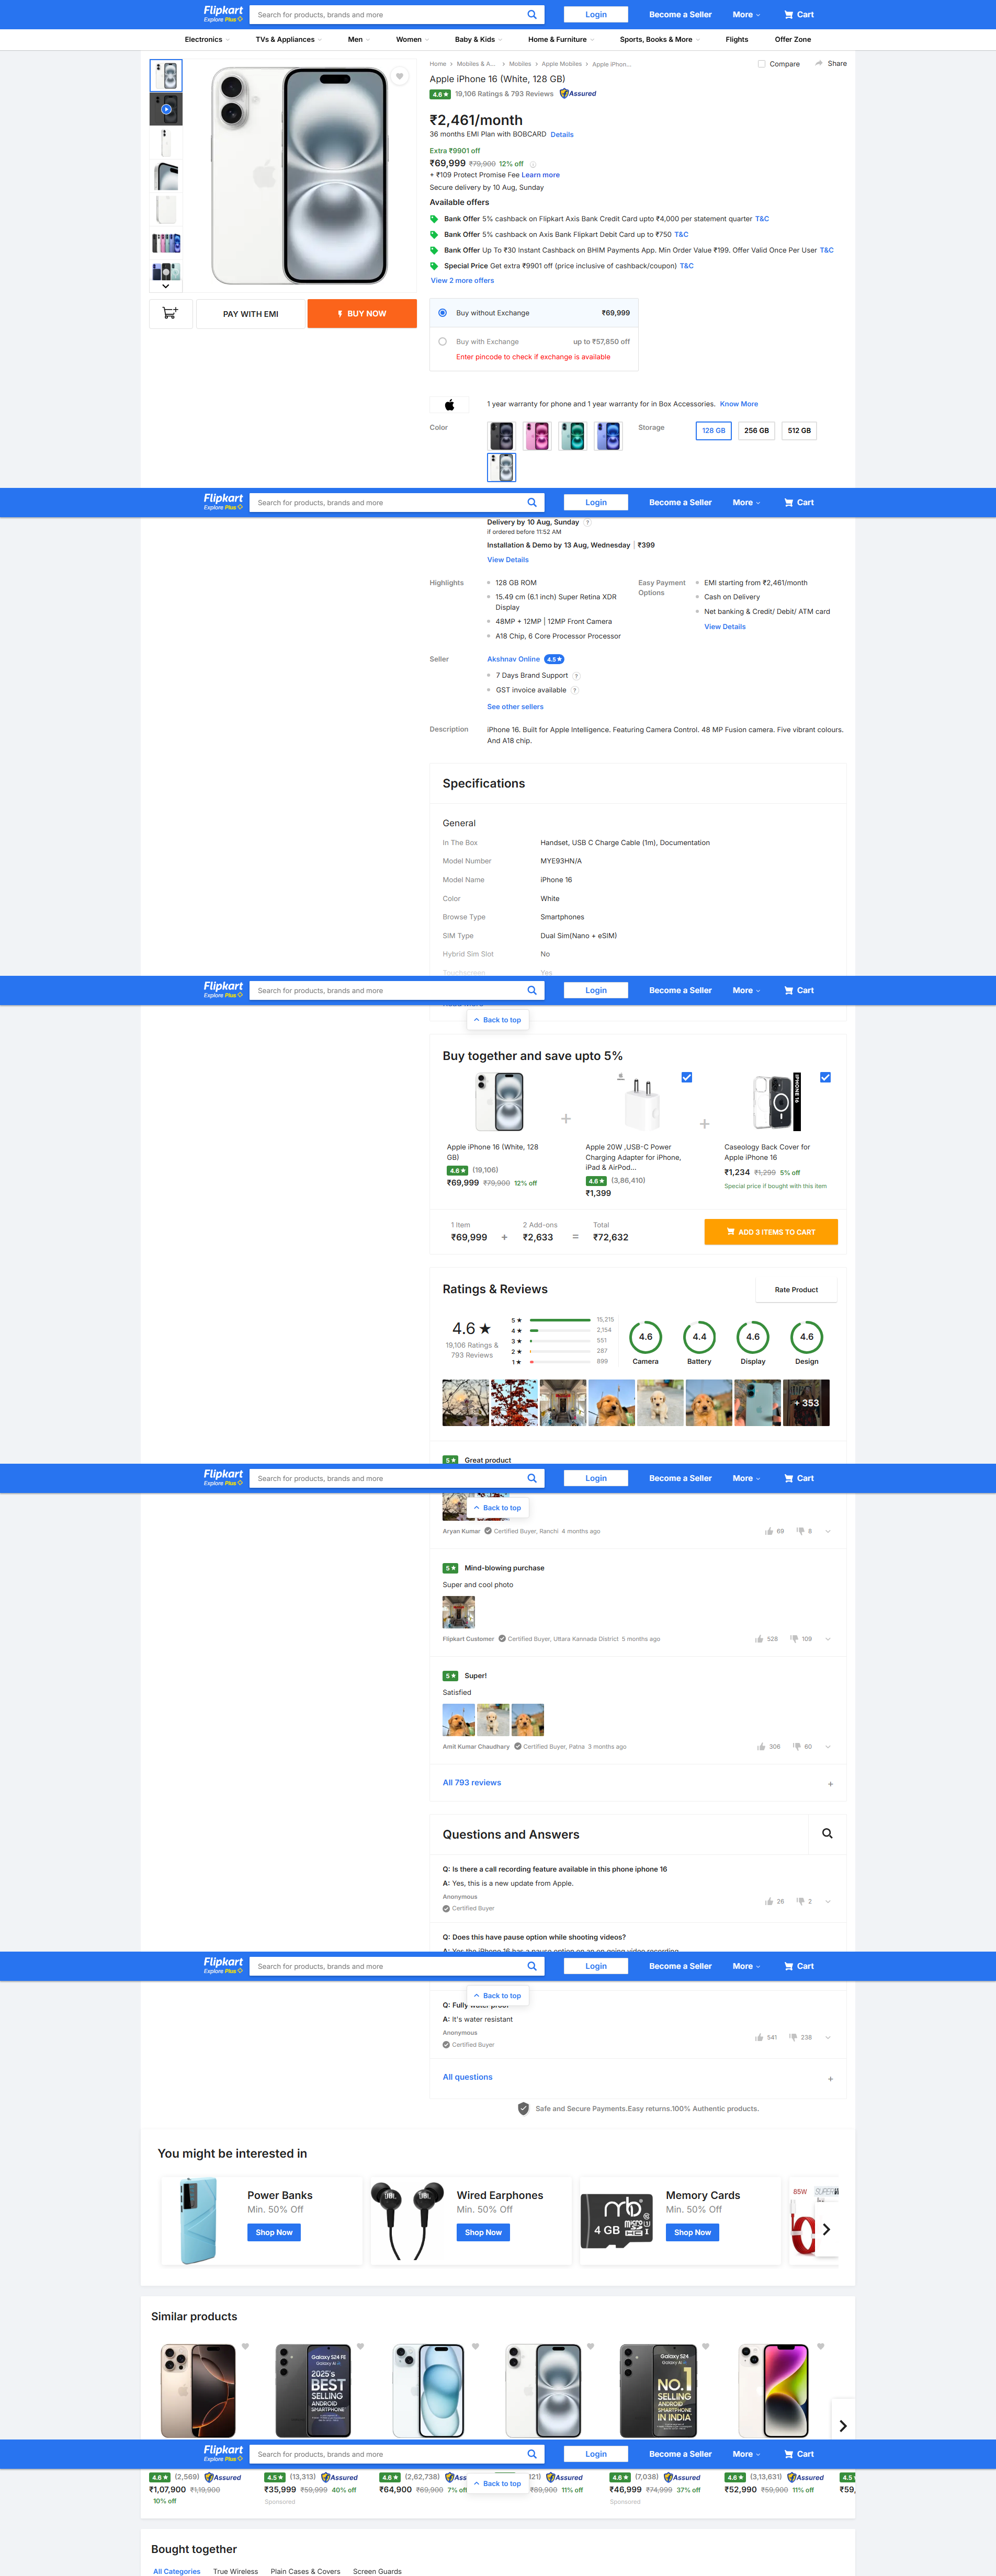 Flipkart
Explore Plus
Search for products, brands and more
Login
Become a Seller
More
Cart
Electronics
TVs & Appliances
Men
Women
Baby & Kids
Home & Furniture
Sports, Books & More
Flights
Offer Zone
Home
Mobiles & A...
Mobiles
Apple Mobiles
Apple iPhon...
Compare
Share
Apple iPhone 16 (White, 128 GB)
4.6★ 19,106 Ratings & 793 Reviews Assured
₹2,461/month
36 months EMI Plan with BOBCARD Details
Extra ₹9901 off
₹69,999 ₹79,900 12% off
+ ₹109 Protect Promise Fee Learn more
Secure delivery by 10 Aug, Sunday
Available offers
Bank Offer 5% cashback on Flipkart Axis Bank Credit Card upto ₹4,000 per statement quarter T&C
Bank Offer 5% cashback on Axis Bank Flipkart Debit Card up to ₹750 T&C
Bank Offer Up To ₹30 Instant Cashback on BHIM Payments App. Min Order Value ₹199. Offer Valid Once Per User T&C
Special Price Get extra ₹9901 off (price inclusive of cashback/coupon) T&C
View 2 more offers
PAY WITH EMI
BUY NOW
Buy without Exchange ₹69,999
Buy with Exchange up to ₹57,850 off
Enter pincode to check if exchange is available
1 year warranty for phone and 1 year warranty for in Box Accessories. Know More
Color
Storage
128 GB
256 GB
512 GB
Flipkart
Explore Plus
Search for products, brands and more
Login
Become a Seller
More
Cart
Delivery by 10 Aug, Sunday ?
if ordered before 11:52 AM
Installation & Demo by 13 Aug, Wednesday | ₹399
View Details
Highlights
128 GB ROM
15.49 cm (6.1 inch) Super Retina XDR
Display
48MP + 12MP | 12MP Front Camera
A18 Chip, 6 Core Processor Processor
Easy Payment
Options
EMI starting from ₹2,461/month
Cash on Delivery
Net banking & Credit/ Debit/ ATM card
View Details
Seller
Akshnav Online 4.5★
7 Days Brand Support ?
GST invoice available ?
See other sellers
Description
iPhone 16. Built for Apple Intelligence. Featuring Camera Control. 48 MP Fusion camera. Five vibrant colours.
And A18 chip.
Specifications
General
In The Box Handset, USB C Charge Cable (1m), Documentation
Model Number MYE93HN/A
Model Name iPhone 16
Color White
Browse Type Smartphones
SIM Type Dual Sim(Nano + eSIM)
Hybrid Sim Slot No
Touchscreen Yes
Flipkart
Explore Plus
Search for products, brands and more
Login
Become a Seller
More
Cart
Back to top
Buy together and save upto 5%
Apple iPhone 16 (White, 128
GB)
4.6★ (19,106)
₹69,999 ₹79,900 12% off
+
Apple 20W ,USB-C Power
Charging Adapter for iPhone,
iPad & AirPod...
4.6★ (3,86,410)
₹1,399
+
IPHONE 16
Caseology Back Cover for
Apple iPhone 16
₹1,234 ₹1,299 5% off
Special price if bought with this item
1 Item
₹69,999
+
2 Add-ons
₹2,633
=
Total
₹72,632
ADD 3 ITEMS TO CART
Ratings & Reviews
Rate Product
4.6★
19,106 Ratings &
793 Reviews
5★ 15,215
4★ 2,154
3★ 551
2★ 287
1★ 899
4.6
Camera
4.4
Battery
4.6
Display
4.6
Design
+ 353
5★ Great product
Flipkart
Explore Plus
Search for products, brands and more
Login
Become a Seller
More
Cart
Back to top
Aryan Kumar Certified Buyer, Ranchi 4 months ago 69 8
5★ Mind-blowing purchase
Super and cool photo
Flipkart Customer Certified Buyer, Uttara Kannada District 5 months ago 528 109
5★ Super!
Satisfied
Amit Kumar Chaudhary Certified Buyer, Patna 3 months ago 306 60
All 793 reviews +
Questions and Answers
Q: Is there a call recording feature available in this phone iphone 16
A: Yes, this is a new update from Apple.
Anonymous
Certified Buyer
26 2
Q: Does this have pause option while shooting videos?
A: Yes the iPhone 16 has a pause option on an on going video recording
Flipkart
Explore Plus
Search for products, brands and more
Login
Become a Seller
More
Cart
Back to top
Q: Fully water proof
A: It's water resistant
Anonymous
Certified Buyer
541 238
All questions +
Safe and Secure Payments.Easy returns.100% Authentic products.
You might be interested in
Power Banks
Min. 50% Off
Shop Now
JBL
JBL
Wired Earphones
Min. 50% Off
Shop Now
4 GB
Memory Cards
Min. 50% Off
Shop Now
85W
Similar products
Galaxy S24 FE
Galaxy AI
2025's
BEST
SELLING
ANDROID
SMARTPHONE
Galaxy S24
Galaxy AI
NO.1
SELLING
ANDROID
SMARTPHONE
IN INDIA
Flipkart
Explore Plus
Search for products, brands and more
Login
Become a Seller
More
Cart
Back to top
4.6★ (2,569) Assured
₹1,07,900 ₹1,19,900
10% off
4.5★ (13,313) Assured
₹35,999 ₹59,999 40% off
Sponsored
4.6★ (2,62,738) Ass
₹64,900 ₹69,900 7% of
121) Assured
₹89,900 11% off
4.6★ (7,038) Assured
₹46,999 ₹74,999 37% off
Sponsored
4.6★ (3,13,631) Assured
₹52,990 ₹59,900 11% off
4.5
₹59,
Bought together
All Categories
True Wireless
Plain Cases & Covers
Screen Guards